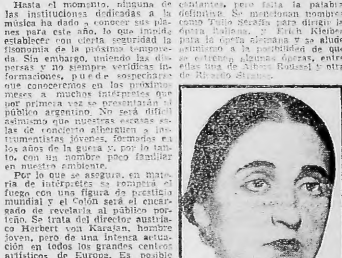 Hasta el momento, ninguna de
las instituciones dedicadas a la
música ha dado a conocer sus pla-
nes para este año, lo que impide
establecer con cierta seguridad la
fisonomía de la próxima tempora-
da. Sin embargo, uniendo las dis-
persas y no siempre verídicas in-
formaciones, puede sospecharse
que conoceremos en los próximos
meses a muchos intérpretes que
por primera vez se presentarán al
público argentino. No será difícil
asimismo que nuestras escasas sa-
las de concierto alberguen a ins-
trumentistas jóvenes, formados en
los años de la guerra y, por lo tan-
to, con un nombre poco familiar
en nuestro ambiente.
Por lo que se asegura, en mate-
ria de intérpretes se romperá el
fuego con una figura de prestigio
mundial y el Colón será el encar-
gado de revelarla al público por-
teño. Se trata del director austría-
co Herbert von Karajan, hombre
joven, pero de una intensa actua-
ción en todos los grandes centros
artísticos de Europa. Es posible
cantantes, pero falta la palabra
definitiva. Se mencionan nombres
como Tulio Serafin para dirigir la
ópera italiana, y Erich Kleiber
para la ópera alemana y se alude
asimismo a la posibilidad de que
se estrenen algunas óperas, entre
ellas una de Albert Roussel y otra
de Ricardo Strauss.